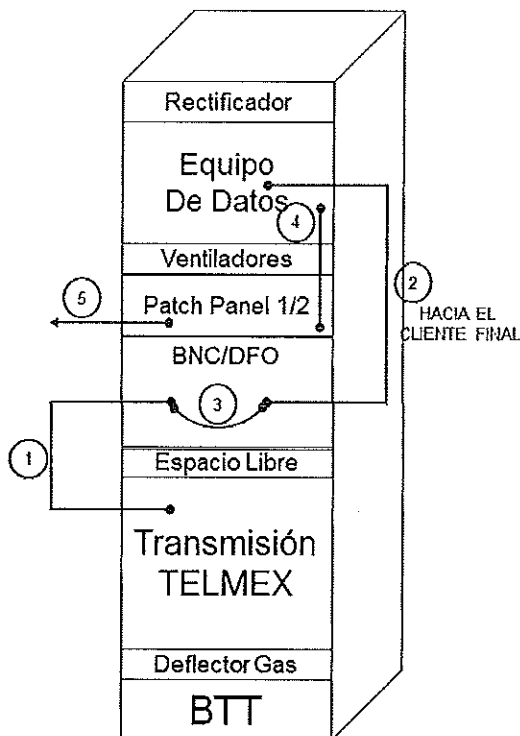 Rectificador
Equipo
De Datos
4
Ventiladores
5
Patch Panel 1/2
2
HACIA EL
CLIENTE FINAL
BNC/DFO
3
1
Espacio Libre
Transmisión
TELMEX
Deflector Gas
BTT